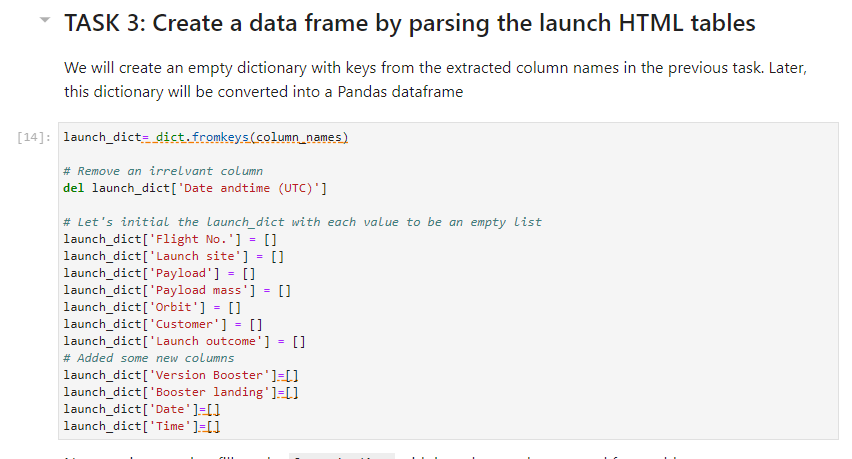 TASK 3: Create a data frame by parsing the launch HTML tables
We will create an empty dictionary with keys from the extracted column names in the previous task. Later,
this dictionary will be converted into a Pandas dataframe
[14]: launch_dict= dict.fromkeys(column_names)
# Remove an irrelvant column
del launch_dict['Date andtime (UTC)']
# Let's initial the launch_dict with each value to be an empty list
launch_dict['Flight No.'] = []
launch_dict['Launch site'] = []
launch_dict['Payload'] = []
launch_dict['Payload mass'] = []
launch_dict['Orbit'] = []
launch_dict['Customer'] = []
launch_dict['Launch outcome'] = []
# Added some new columns
launch_dict['Version Booster']=[]
launch_dict['Booster landing']=[]
launch_dict['Date']=[]
launch_dict['Time']=[]